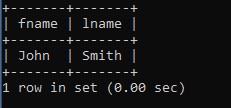 +-------+-------+
| fname | lname |
+-------+-------+
| John  | Smith |
+-------+-------+
1 row in set (0.00 sec)